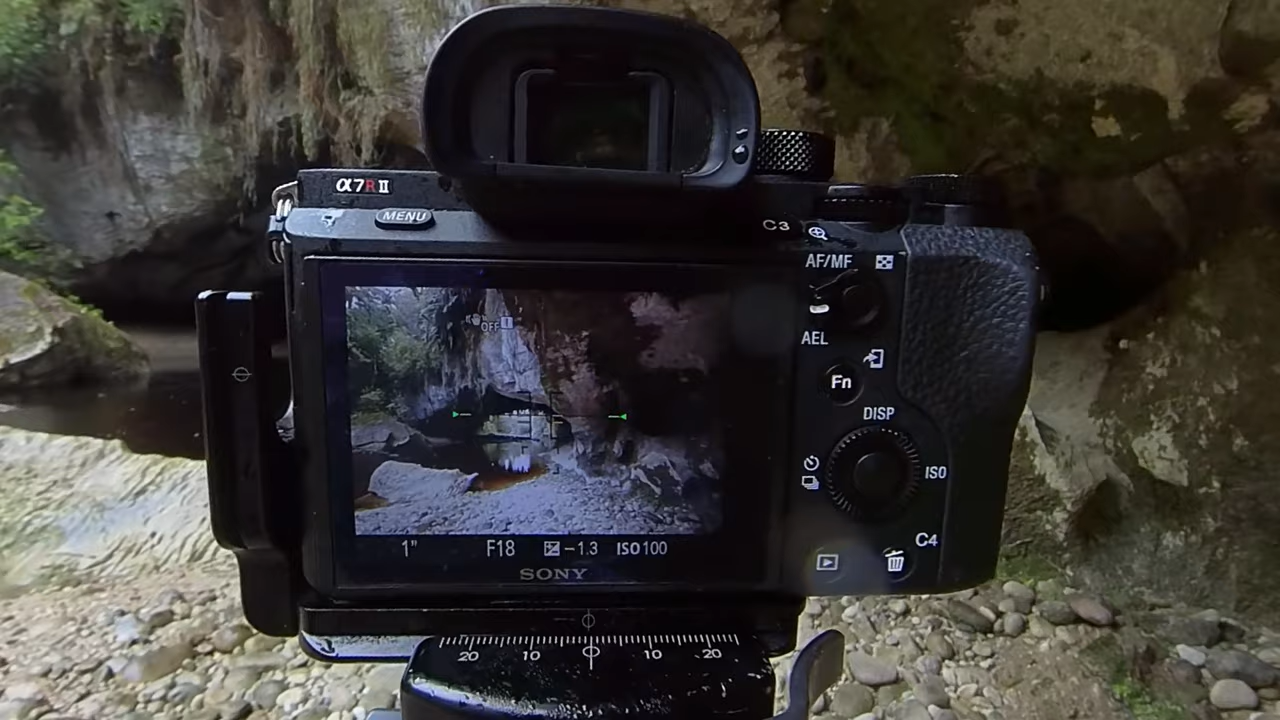 α7RII
MENU
C3
AF/MF
OFF
AEL
Fn
DISP
ISO
1" F18 −1.3 ISO100
C4
SONY
20 10 10 20